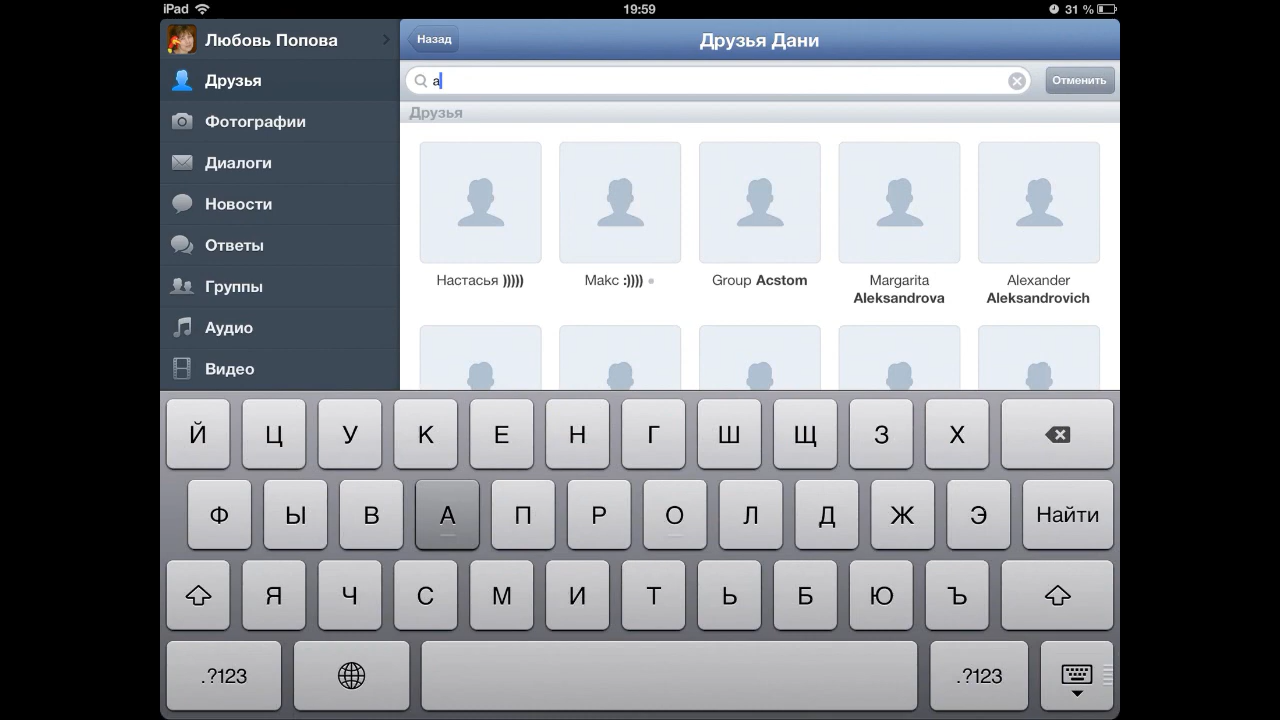 iPad
19:59
31 %
Любовь Попова
Друзья
Фотографии
Диалоги
Новости
Ответы
Группы
Аудио
Видео
Назад
Друзья Дани
а
Отменить
Друзья
Настасья )))))
Макс :))))
Group Acstom
Margarita
Aleksandrova
Alexander
Aleksandrovich
Й Ц У К Е Н Г Ш Щ З Х
Ф Ы В А П Р О Л Д Ж Э Найти
Я Ч С М И Т Ь Б Ю Ъ
.?123 .?123